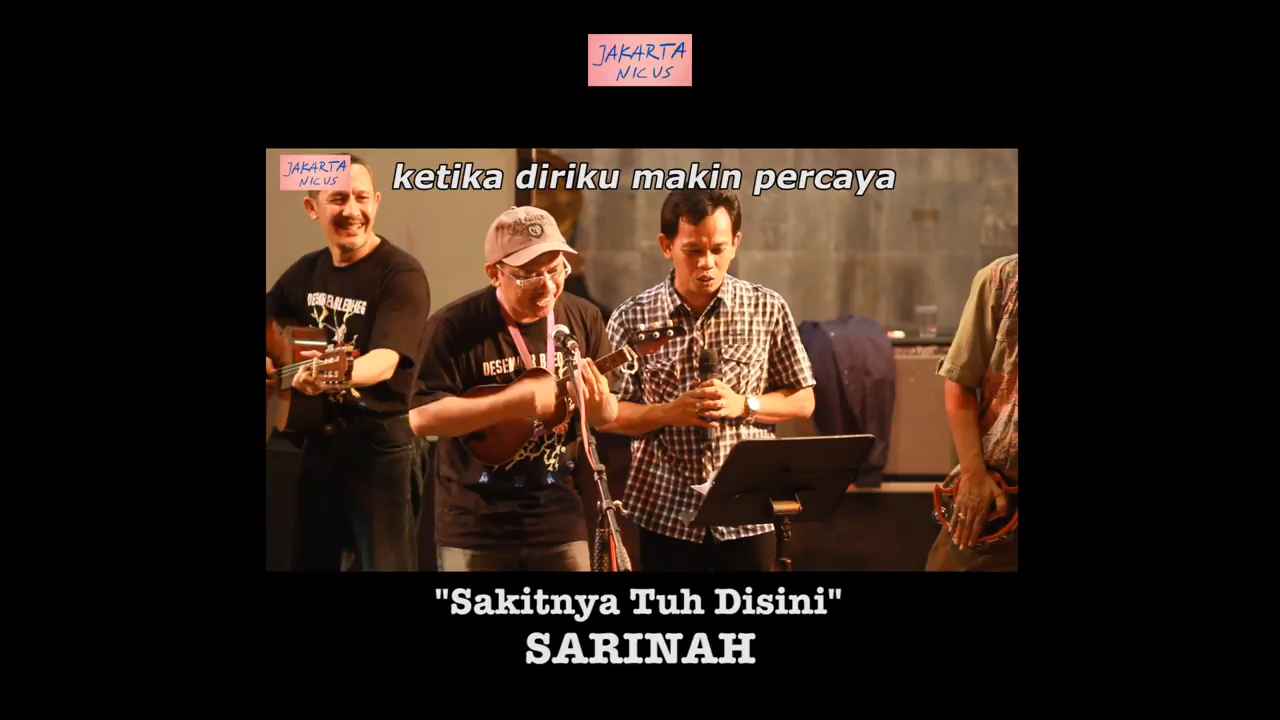 JAKARTA
NICUS
JAKARTA
NICUS
ketika diriku makin percaya
"Sakitnya Tuh Disini"
SARINAH